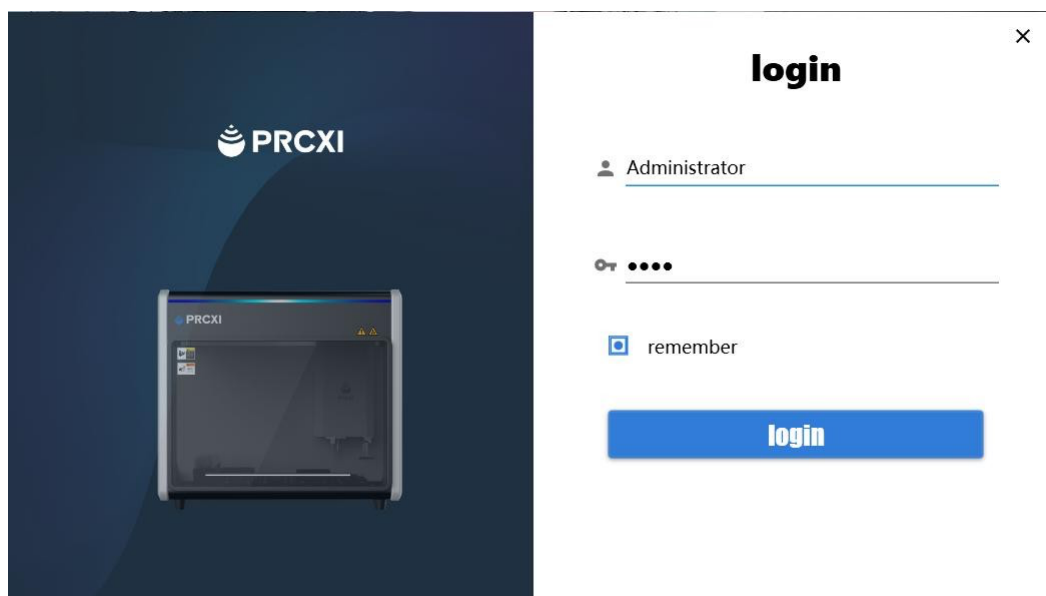 PRCXI
PRCXI
login
Administrator
••••
remember
login